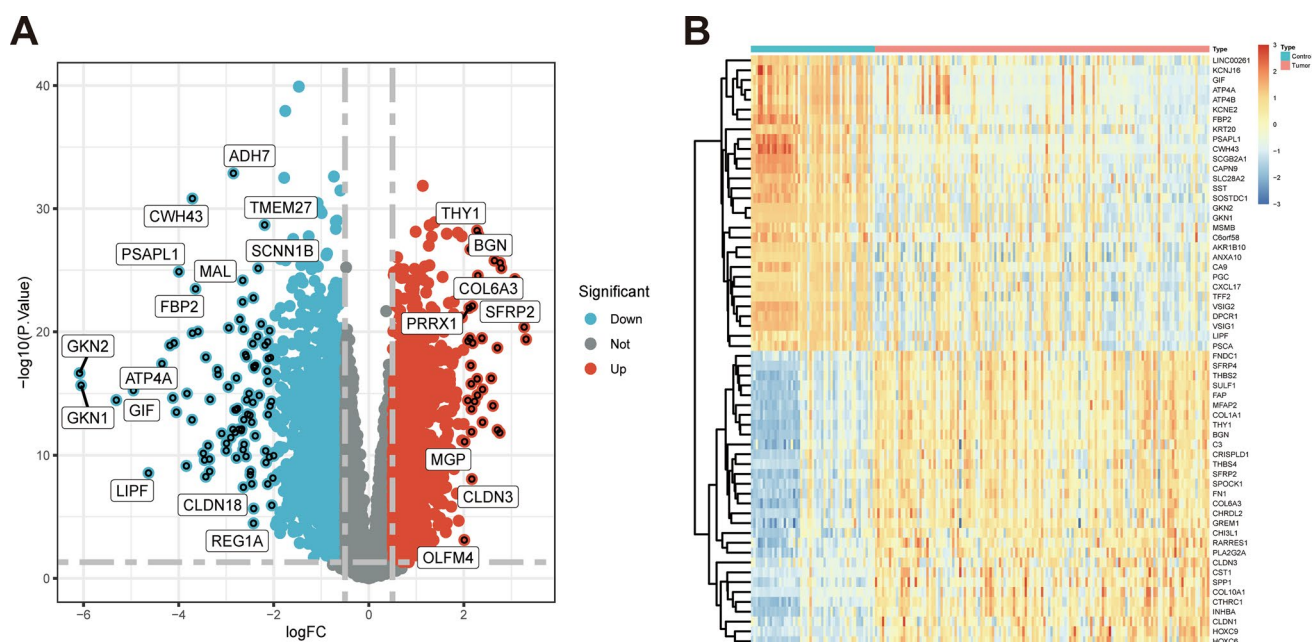 A
B
40
30
20
10
0
−log10(P.Value)
−6
−4
−2
0
2
logFC
ADH7
CWH43
TMEM27
THY1
PSAPL1
MAL
SCNN1B
BGN
FBP2
COL6A3
PRRX1
SFRP2
GKN2
ATP4A
GKN1
GIF
LIPF
MGP
CLDN18
CLDN3
REG1A
OLFM4
Significant
Down
Not
Up
Type
LINC00261
KCNJ16
GIF
ATP4A
ATP4B
KCNE2
FBP2
KRT20
PSAPL1
CWH43
SCGB2A1
CAPN9
SLC28A2
SST
SOSTDC1
GKN2
GKN1
MSMB
C6orf58
AKR1B10
ANXA10
CA9
PGC
CXCL17
TFF2
VSIG2
DPCR1
VSIG1
LIPF
PSCA
FNDC1
SFRP4
THBS2
SULF1
FAP
MFAP2
COL1A1
THY1
BGN
C3
CRISPLD1
THBS4
SFRP2
SPOCK1
FN1
COL6A3
CHRDL2
GREM1
CHI3L1
RARRES1
PLA2G2A
CLDN3
CST1
SPP1
COL10A1
CTHRC1
INHBA
CLDN1
HOXC9
HOXC6
3
2
1
0
−1
−2
−3
Type
Contro
Tumor